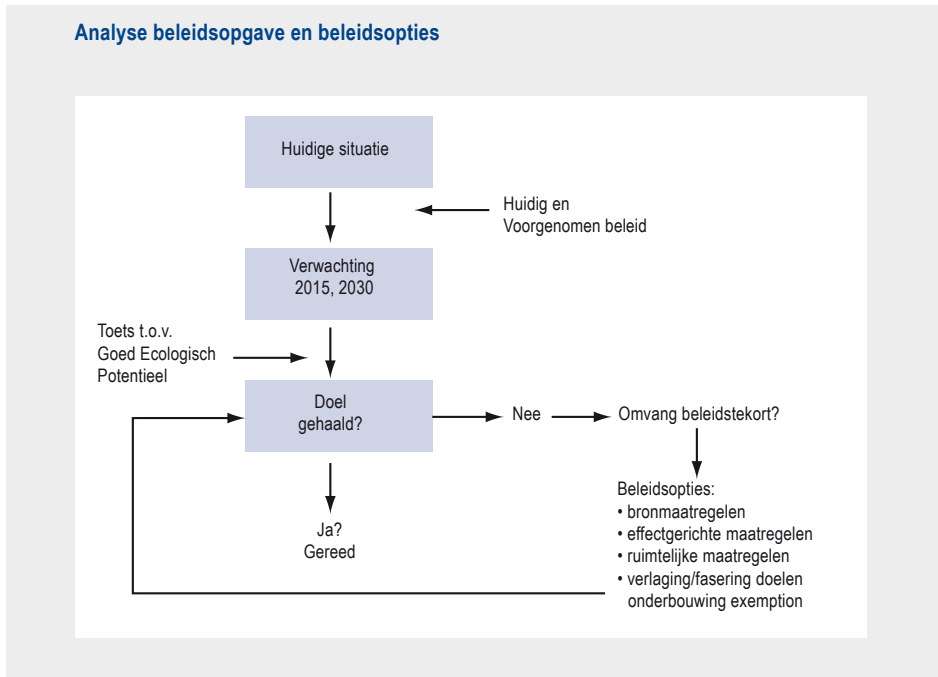 Analyse beleidsopgave en beleidsopties
Huidige situatie
Huidig en
Voorgenomen beleid
Verwachting
2015, 2030
Toets t.o.v.
Goed Ecologisch
Potentieel
Doel
gehaald?
Nee
Omvang beleidstekort?
Ja?
Gereed
Beleidsopties:
• bronmaatregelen
• effectgerichte maatregelen
• ruimtelijke maatregelen
• verlaging/fasering doelen
onderbouwing exemption